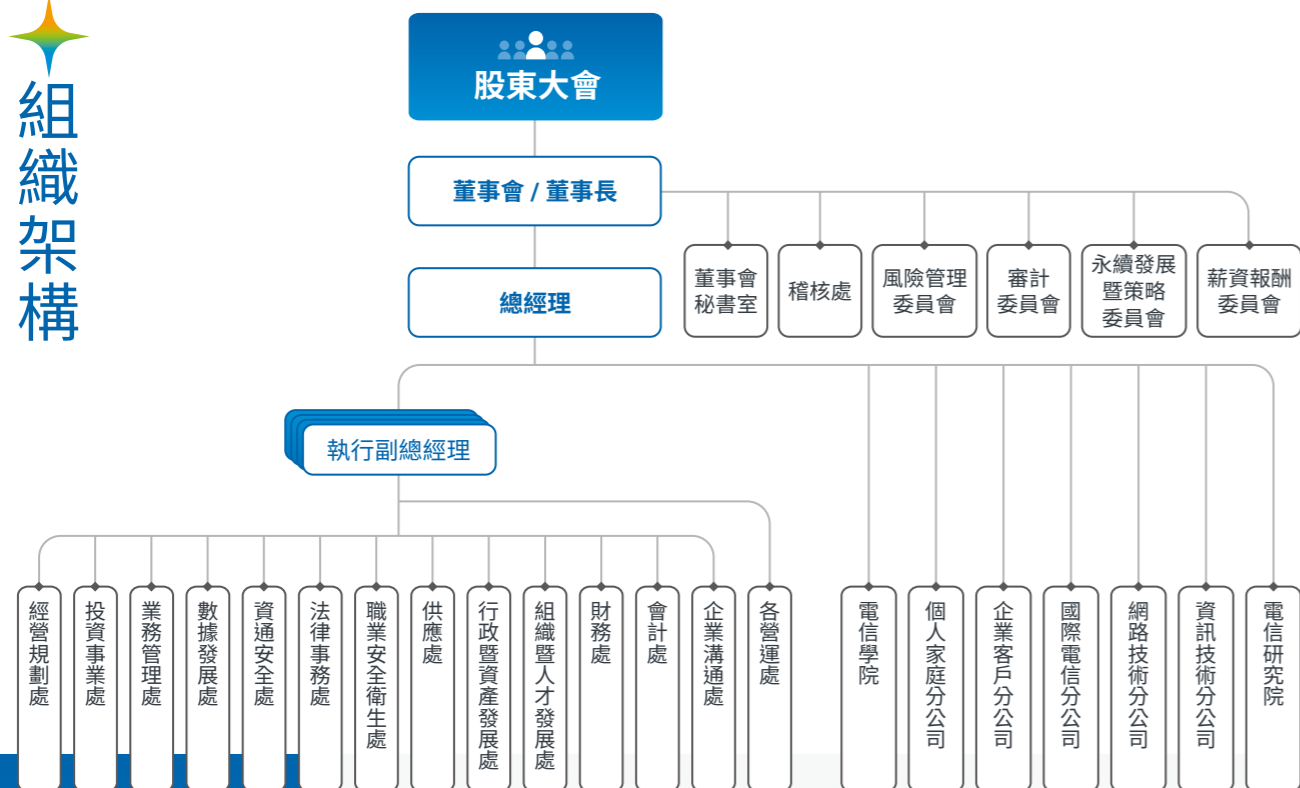 組織架構
股東大會
董事會 / 董事長
總經理
董事會
秘書室
稽核處
風險管理
委員會
審計
委員會
永續發展
暨策略
委員會
薪資報酬
委員會
執行副總經理
經營規劃處
投資事業處
業務管理處
數據發展處
資通安全處
法律事務處
職業安全衛生處
供應處
行政暨資產發展處
組織暨人才發展處
財務處
會計處
企業溝通處
各營運處
電信學院
個人家庭分公司
企業客戶分公司
國際電信分公司
網路技術分公司
資訊技術分公司
電信研究院